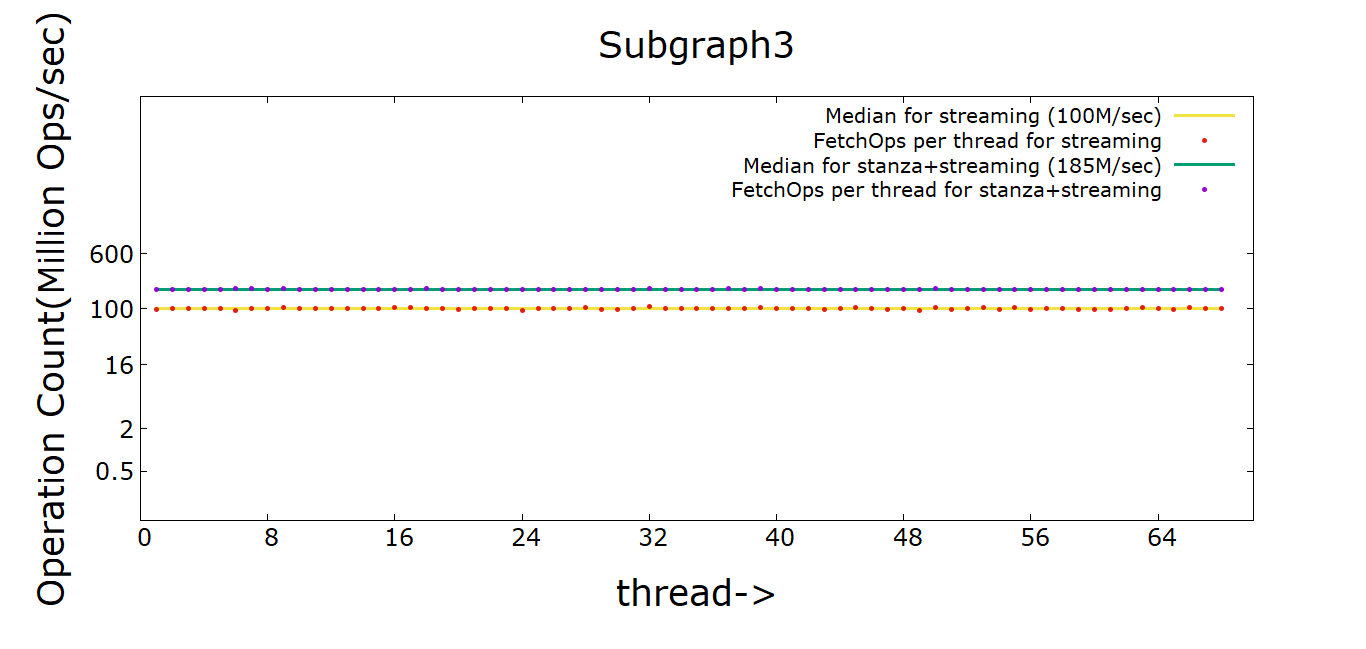 Subgraph3
Operation Count(Million Ops/sec)
Median for streaming (100M/sec)
FetchOps per thread for streaming
Median for stanza+streaming (185M/sec)
FetchOps per thread for stanza+streaming
600
100
16
2
0.5
0 8 16 24 32 40 48 56 64
thread->